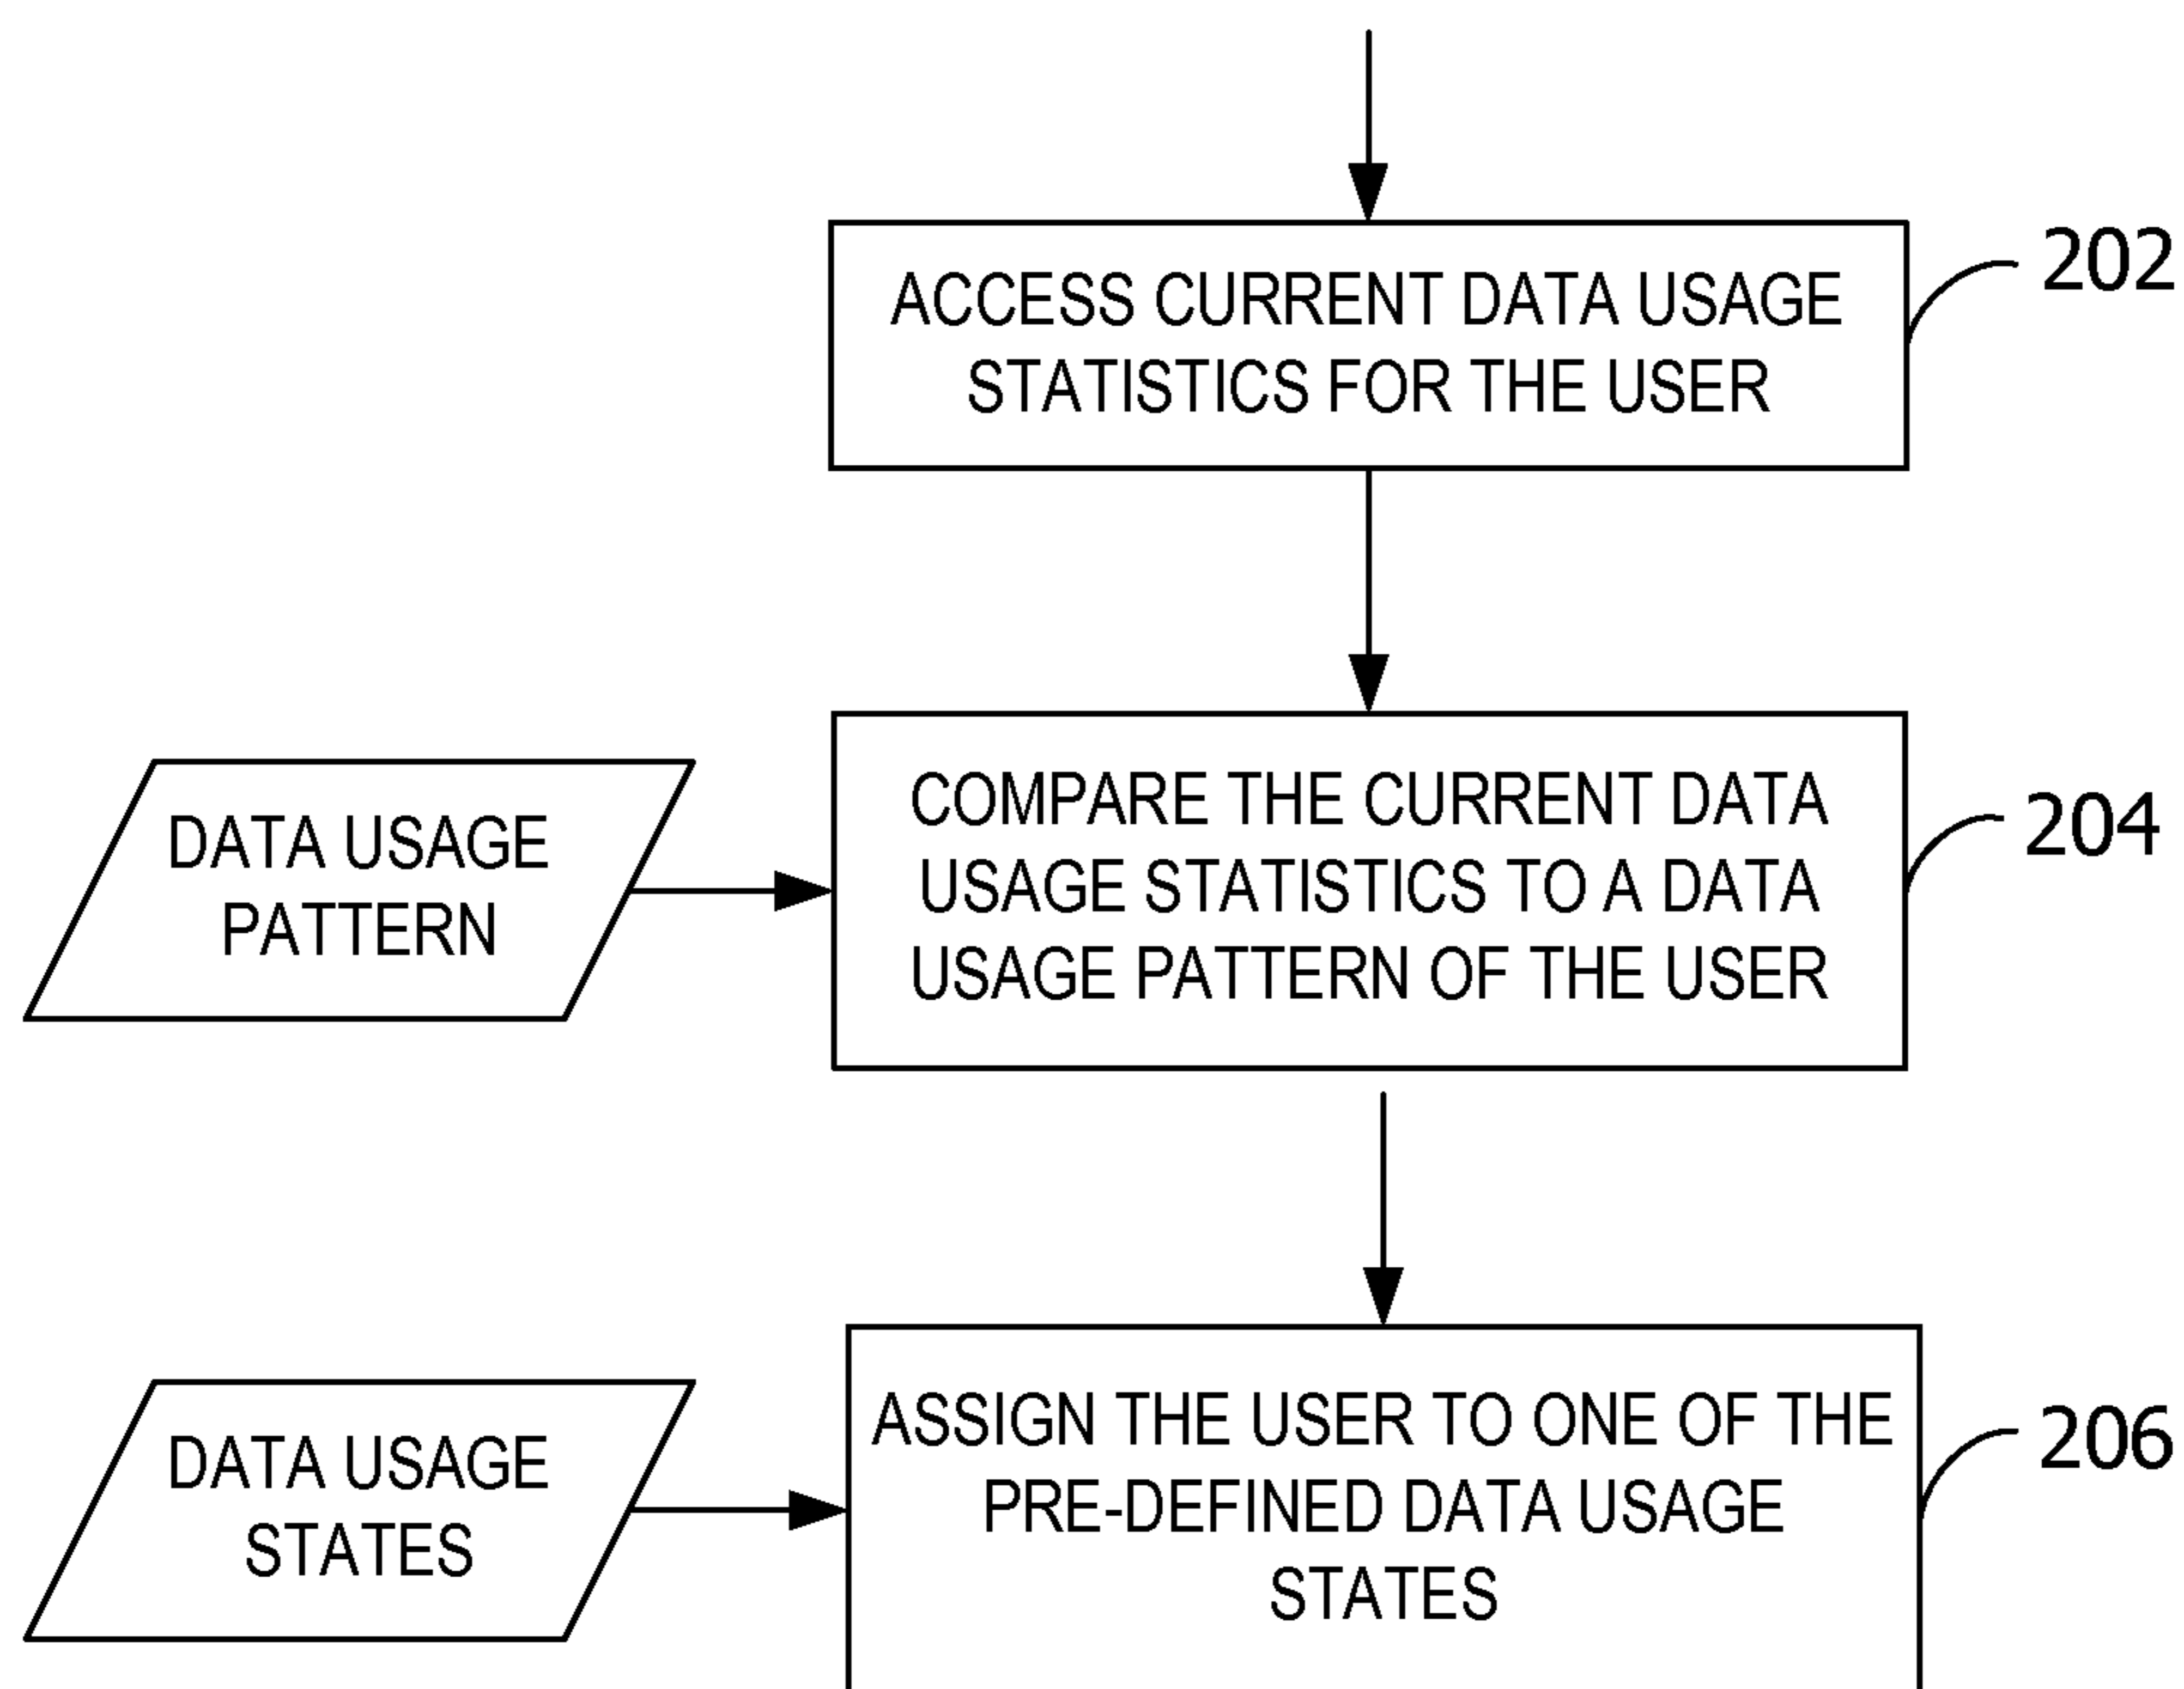 ACCESS CURRENT DATA USAGE
STATISTICS FOR THE USER
202
DATA USAGE
PATTERN
COMPARE THE CURRENT DATA
USAGE STATISTICS TO A DATA
USAGE PATTERN OF THE USER
204
DATA USAGE
STATES
ASSIGN THE USER TO ONE OF THE
PRE-DEFINED DATA USAGE
STATES
206